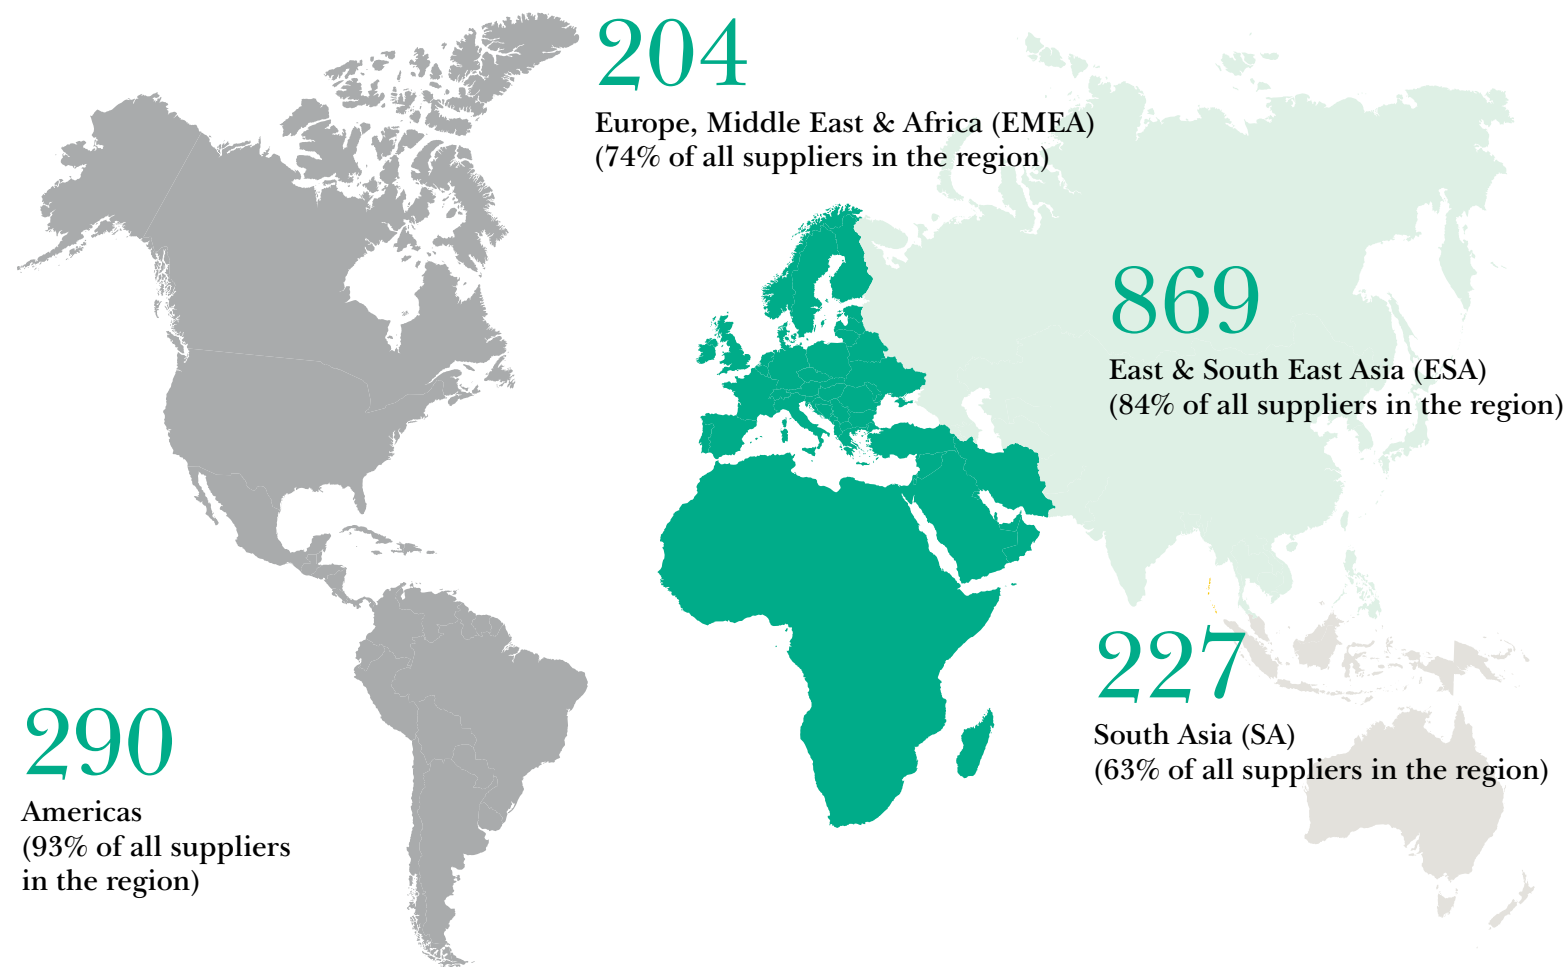 204
Europe, Middle East & Africa (EMEA)
(74% of all suppliers in the region)
869
East & South East Asia (ESA)
(84% of all suppliers in the region)
227
South Asia (SA)
(63% of all suppliers in the region)
290
Americas
(93% of all suppliers
in the region)